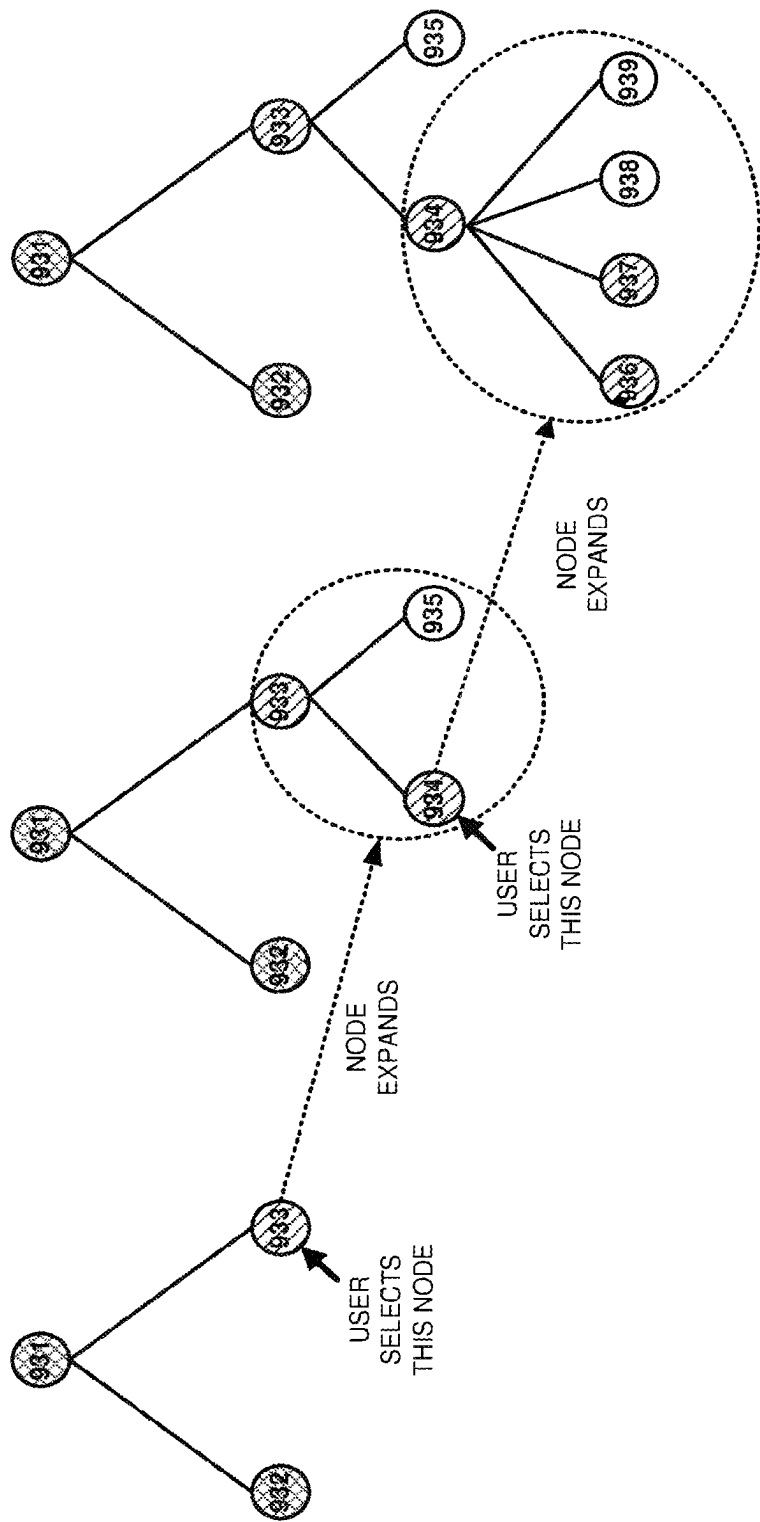 931
932
933
USER
SELECTS
THIS NODE
NODE
EXPANDS
931
932
933
934
935
USER
SELECTS
THIS NODE
NODE
EXPANDS
931
932
933
934
935
936
937
938
939